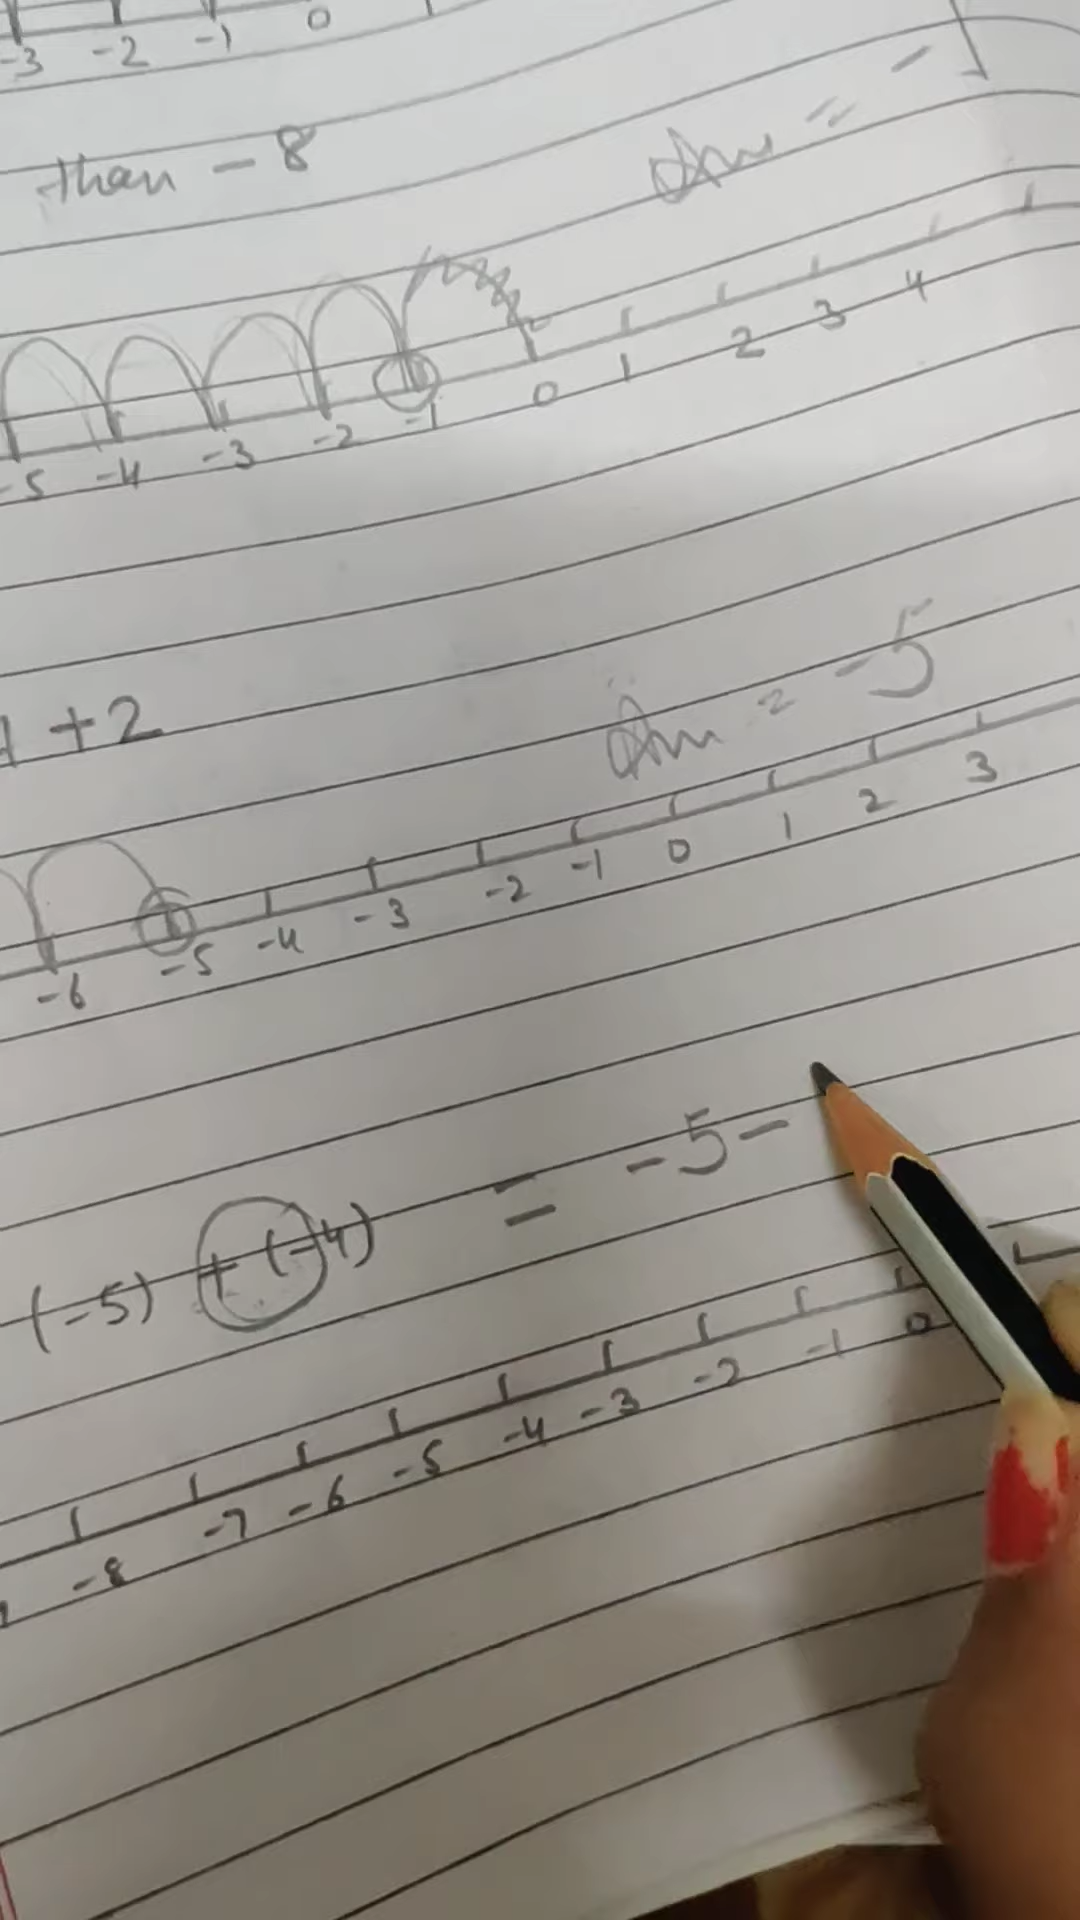 -3 -2 -1 0
than - 8
Ans = -
-5 -4 -3 -2 -1 0 1 2 3 4
+2
Ans = -5
-6 -5 -4 -3 -2 -1 0 1 2 3
(-5) + (-4) = -5 -
-8 -7 -6 -5 -4 -3 -2 -1 0